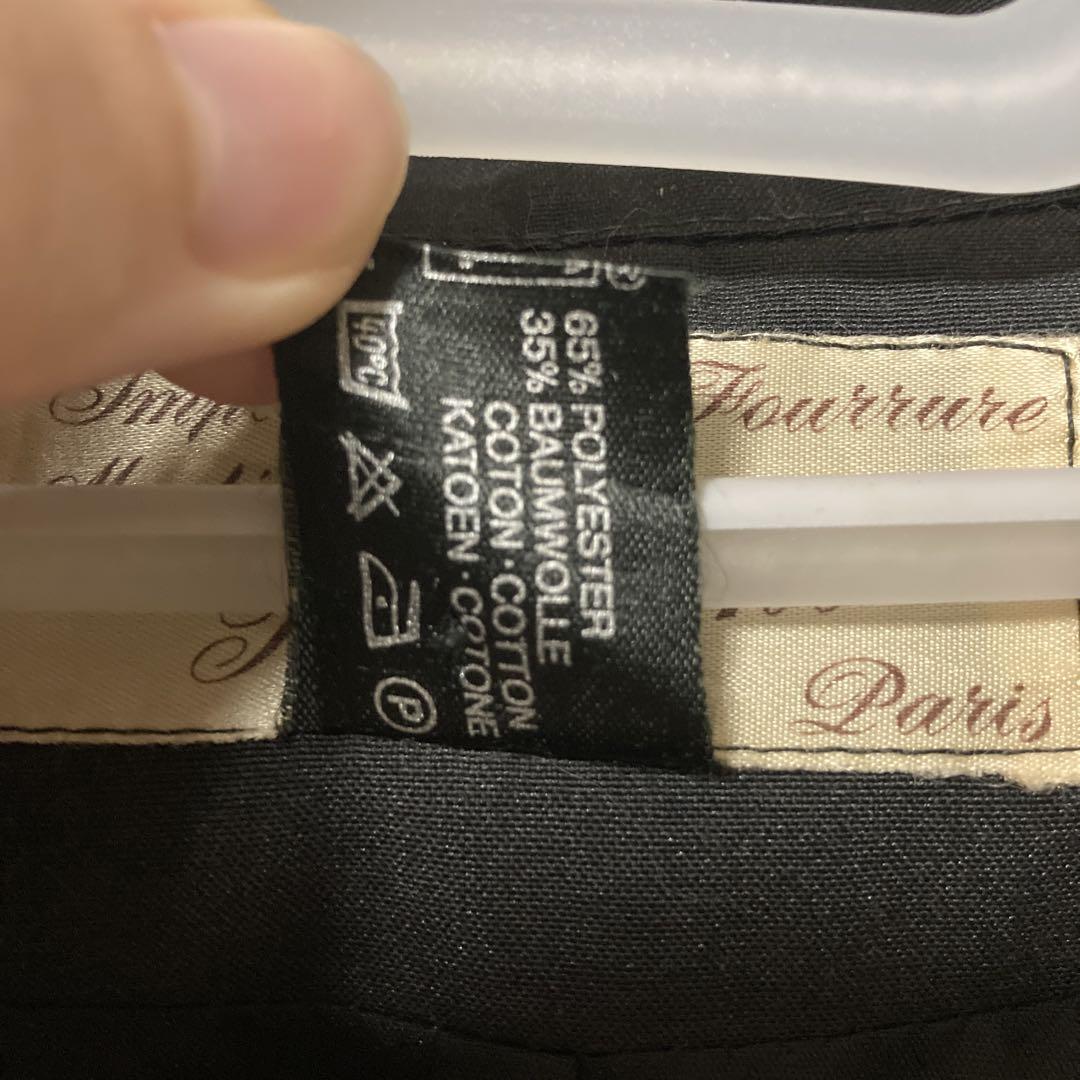 65% POLYESTER
35% BAUMWOLLE
COTON · COTTON
KATOEN · COTONE
40°C
P
Fourrure
Paris